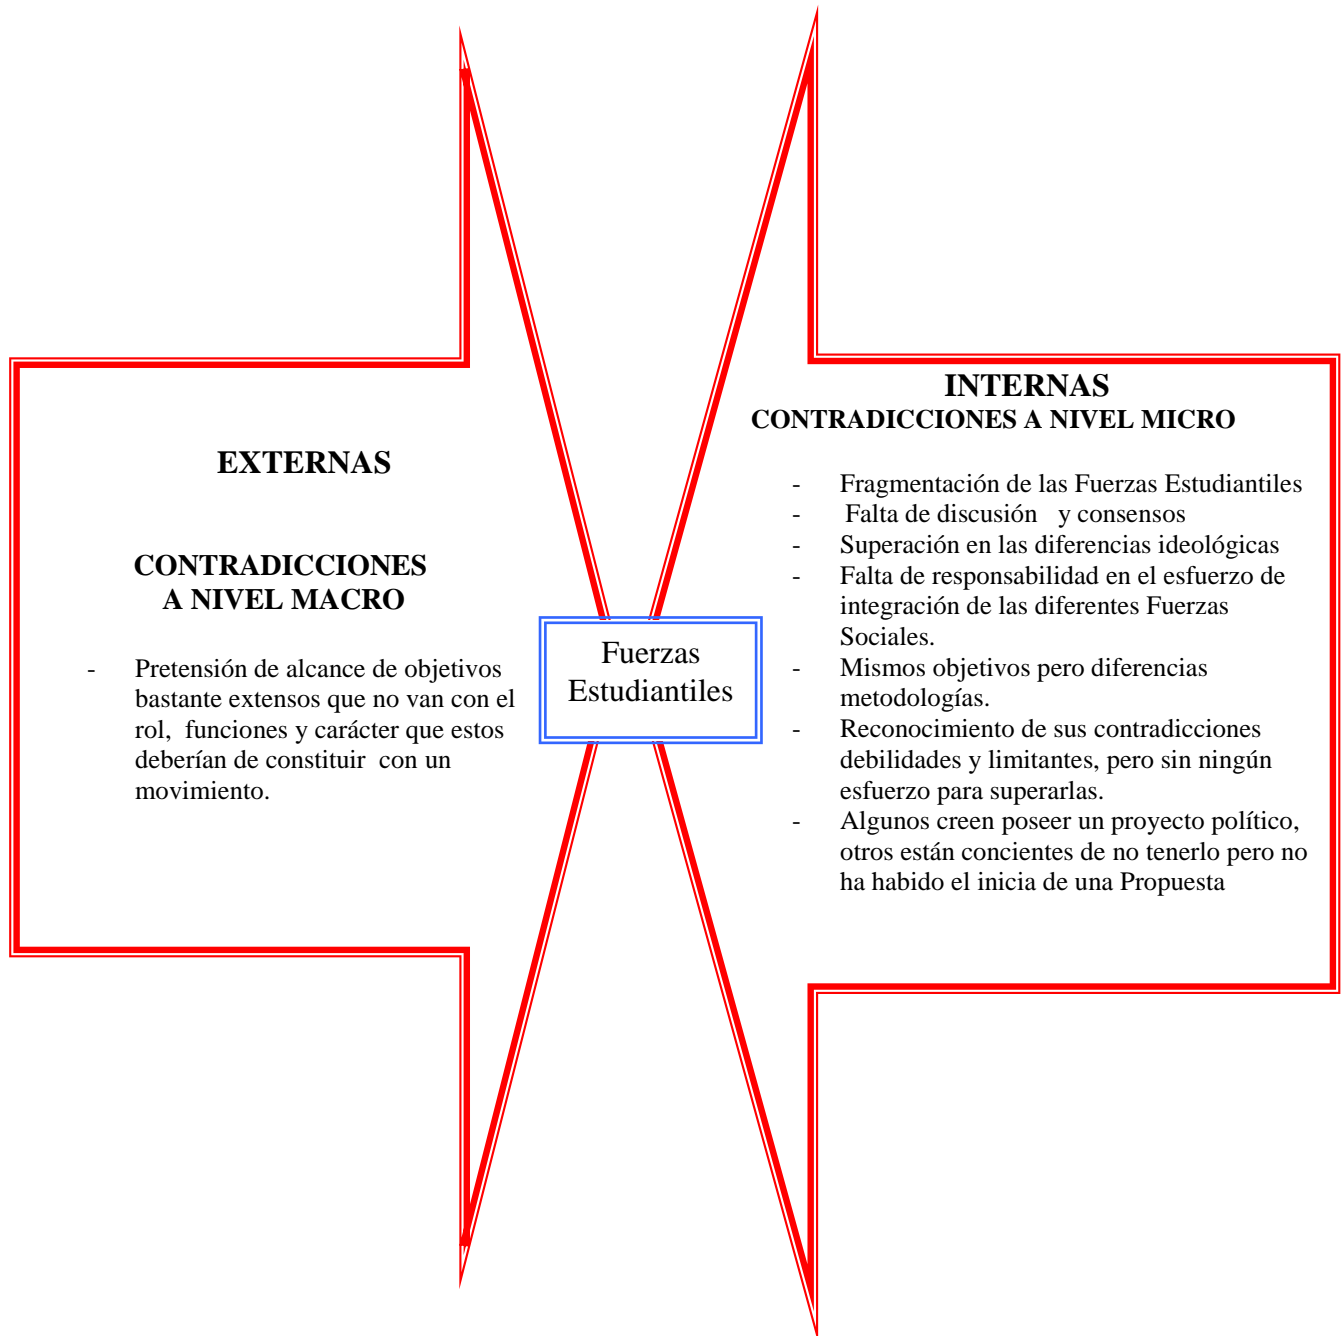 EXTERNAS
CONTRADICCIONES
A NIVEL MACRO
- Pretensión de alcance de objetivos
bastante extensos que no van con el
rol, funciones y carácter que estos
deberían de constituir con un
movimiento.
Fuerzas
Estudiantiles
INTERNAS
CONTRADICCIONES A NIVEL MICRO
- Fragmentación de las Fuerzas Estudiantiles
- Falta de discusión y consensos
- Superación en las diferencias ideológicas
- Falta de responsabilidad en el esfuerzo de
integración de las diferentes Fuerzas
Sociales.
- Mismos objetivos pero diferencias
metodologías.
- Reconocimiento de sus contradicciones
debilidades y limitantes, pero sin ningún
esfuerzo para superarlas.
- Algunos creen poseer un proyecto político,
otros están concientes de no tenerlo pero no
ha habido el inicia de una Propuesta